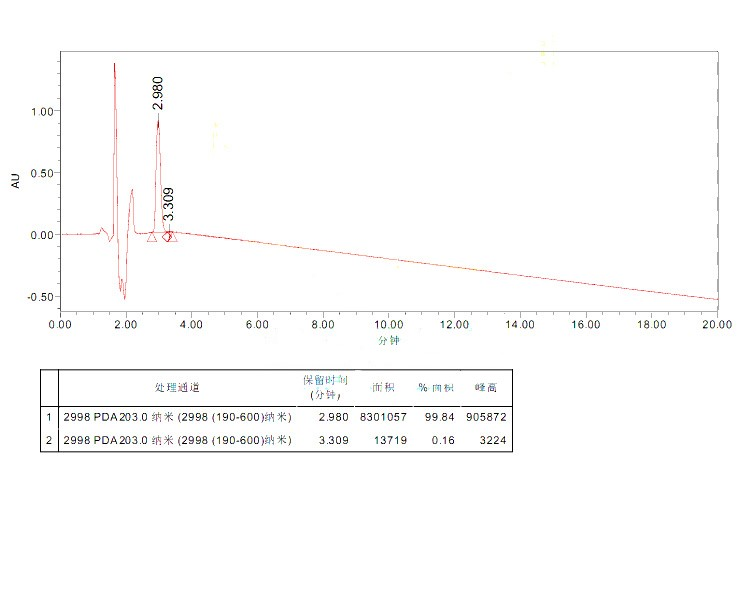 2.980
3.309
AU
1.00
0.50
0.00
-0.50
0.00 2.00 4.00 6.00 8.00 10.00 12.00 14.00 16.00 18.00 20.00
分钟
处理通道 保留时间 (分钟) 面积 % 面积 峰高
1 2998 PDA 203.0 纳米 (2998 (190-600)纳米) 2.980 8301057 99.84 905872
2 2998 PDA 203.0 纳米 (2998 (190-600)纳米) 3.309 13719 0.16 3224